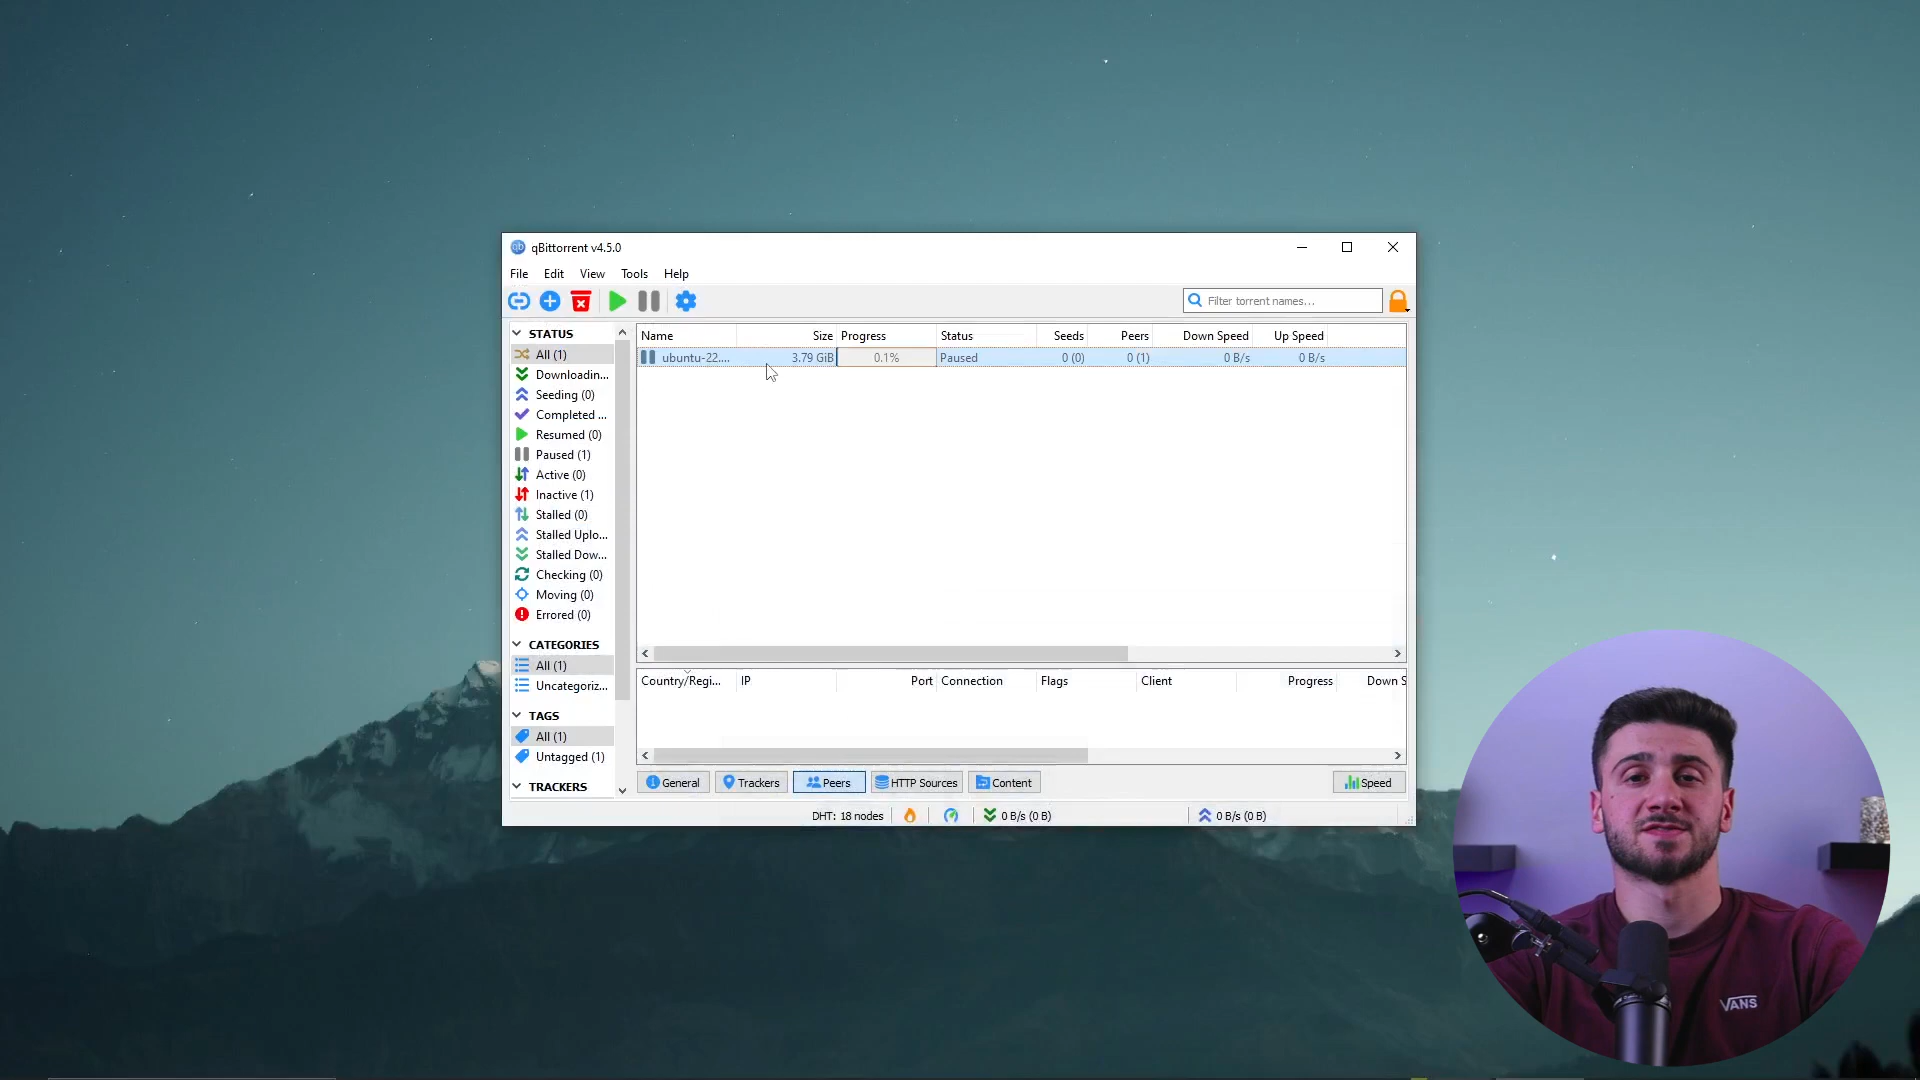 qBittorrent v4.5.0
File Edit View Tools Help
Filter torrent names...
STATUS
All (1)
Downloadin...
Seeding (0)
Completed ...
Resumed (0)
Paused (1)
Active (0)
Inactive (1)
Stalled (0)
Stalled Uplo...
Stalled Dow...
Checking (0)
Moving (0)
Errored (0)
CATEGORIES
All (1)
Uncategoriz...
TAGS
All (1)
Untagged (1)
TRACKERS
Name Size Progress Status Seeds Peers Down Speed Up Speed
ubuntu-22.... 3.79 GiB 0.1% Paused 0 (0) 0 (1) 0 B/s 0 B/s
Country/Regi... IP Port Connection Flags Client Progress Down S
General Trackers Peers HTTP Sources Content Speed
DHT: 18 nodes 0 B/s (0 B) 0 B/s (0 B)
VANS